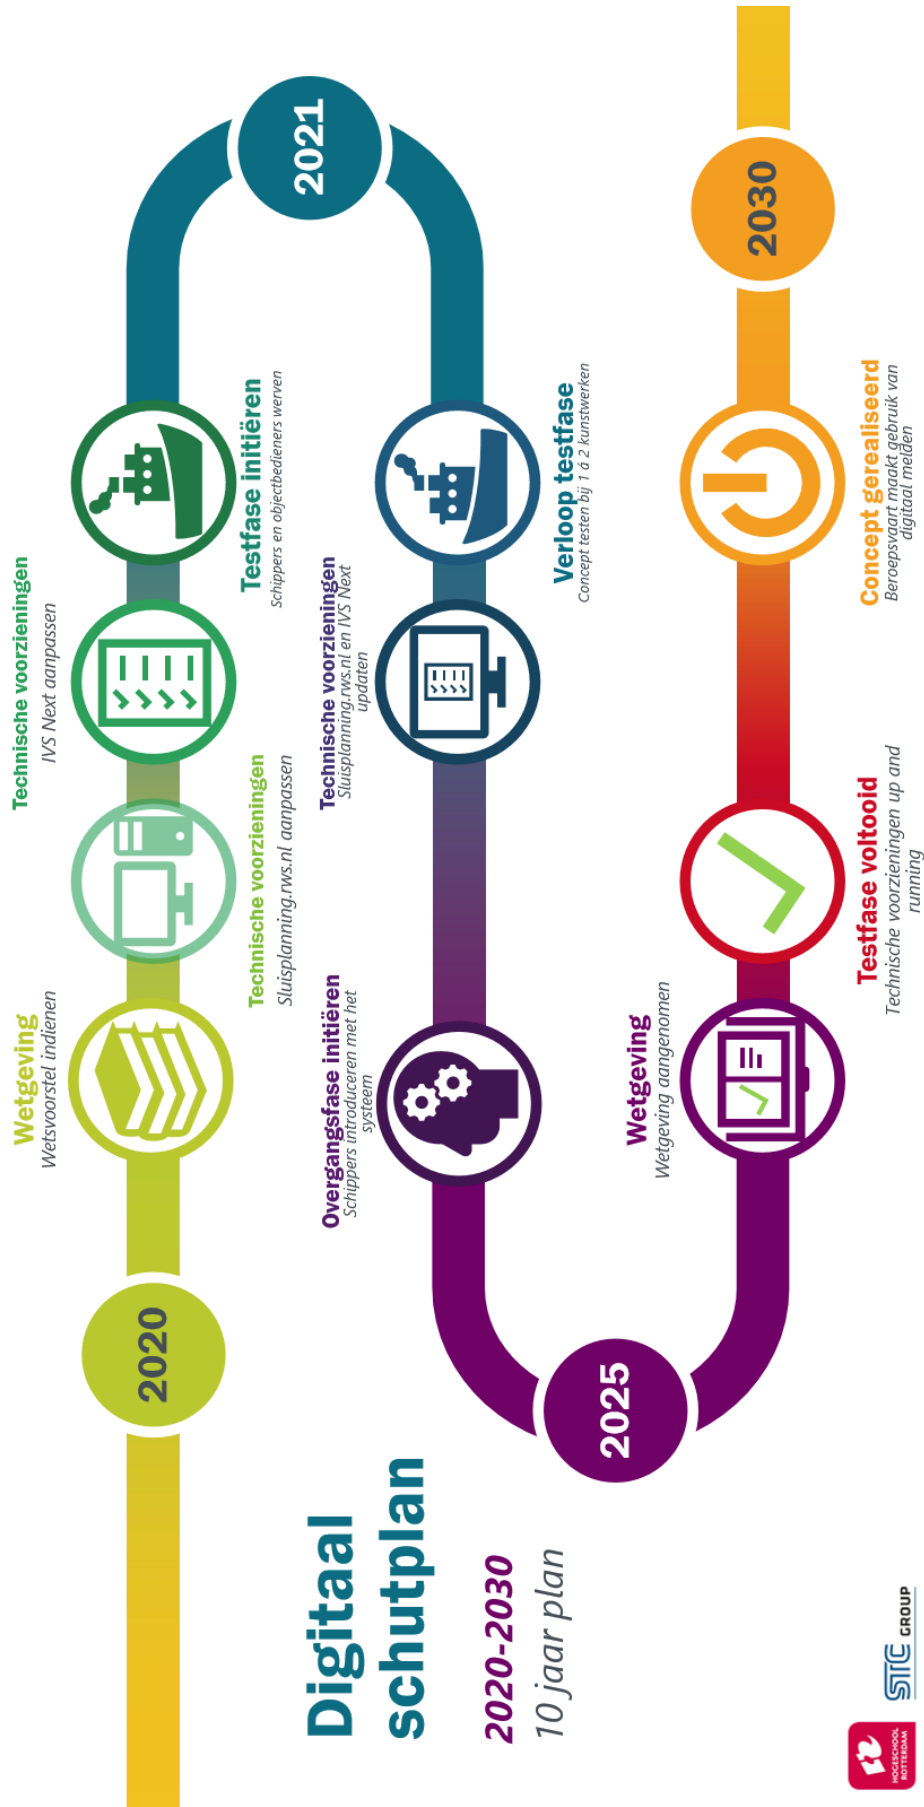 Digitaal
schutplan
2020-2030
10 jaar plan
2020
Wetgeving
Wetsvoorstel indienen
Technische voorzieningen
Sluisplanning.rws.nl aanpassen
Technische voorzieningen
IVS Next aanpassen
Testfase initiëren
Schippers en objectbedieners werven
2021
Verloop testfase
Concept testen bij 1 á 2 kunstwerken
Technische voorzieningen
Sluisplanning.rws.nl en IVS Next
updaten
Overgangsfase initiëren
Schippers introduceren met het
systeem
2025
Wetgeving
Wetgeving aangenomen
Testfase voltooid
Technische voorzieningen up and
running
Concept gerealiseerd
Beroepsvaart maakt gebruik van
digitaal melden
2030
HOGESCHOOL
ROTTERDAM
STC GROUP